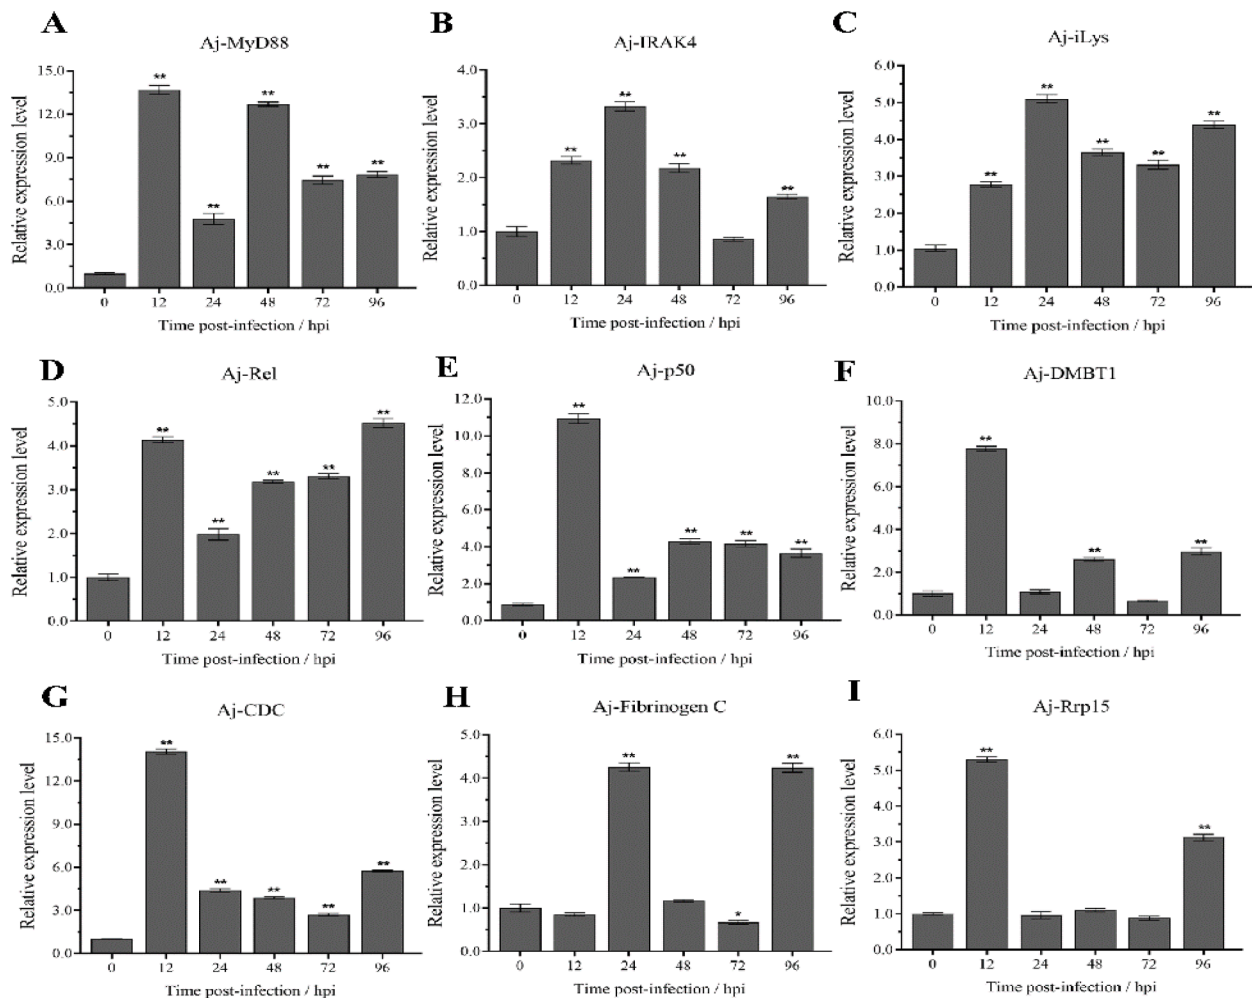 A
Aj-MyD88
Relative expression level
15.0
12.0
9.0
6.0
3.0
0.0
**
**
**
**
**
0 12 24 48 72 96
Time post-infection / hpi
B
Aj-IRAK4
Relative expression level
4.0
3.0
2.0
1.0
0.0
**
**
**
**
0 12 24 48 72 96
Time post-infection / hpi
C
Aj-iLys
Relative expression level
6.0
5.0
4.0
3.0
2.0
1.0
0.0
**
**
**
**
**
0 12 24 48 72 96
Time post-infection / hpi
D
Aj-Rel
Relative expression level
5.0
4.0
3.0
2.0
1.0
0.0
**
**
**
**
**
0 12 24 48 72 96
Time post-infection / hpi
E
Aj-p50
Relative expression level
12.0
10.0
8.0
6.0
4.0
2.0
0.0
**
**
**
**
**
0 12 24 48 72 96
Time post-infection / hpi
F
Aj-DMBT1
Relative expression level
10.0
8.0
6.0
4.0
2.0
0.0
**
**
**
0 12 24 48 72 96
Time post-infection / hpi
G
Aj-CDC
Relative expression level
15.0
12.0
9.0
6.0
3.0
0.0
**
**
**
**
**
0 12 24 48 72 96
Time post-infection / hpi
H
Aj-Fibrinogen C
Relative expression level
5.0
4.0
3.0
2.0
1.0
0.0
**
*
**
0 12 24 48 72 96
Time post-infection / hpi
I
Aj-Rrp15
Relative expression level
6.0
5.0
4.0
3.0
2.0
1.0
0.0
**
**
0 12 24 48 72 96
Time post-infection / hpi